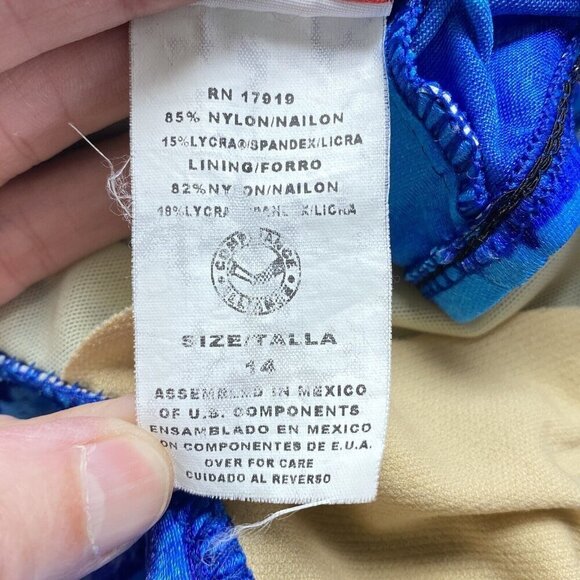 RN 17919
85% NYLON/NAILON
15%LYCRA®/SPANDEX/LICRA
LINING/FORRO
82%NYLON/NAILON
18%LYCRA SPANDEX/LICRA
COMPLIANCE
ALLIANCE
SIZE/TALLA
14
ASSEMBLED IN MEXICO
OF U.S. COMPONENTS
ENSAMBLADO EN MEXICO
CON COMPONENTES DE E.U.A.
OVER FOR CARE
CUIDADO AL REVERSO